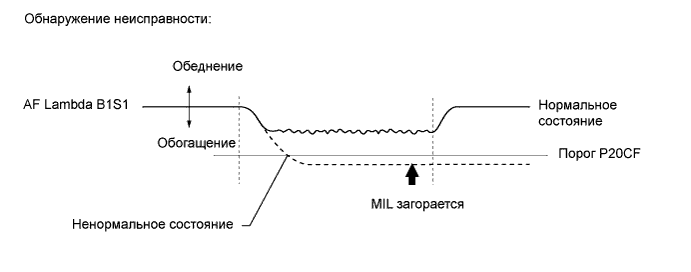 Обнаружение неисправности:
Обеднение
AF Lambda B1S1
Нормальное
состояние
Обогащение
Порог P20CF
MIL загорается
Ненормальное состояние